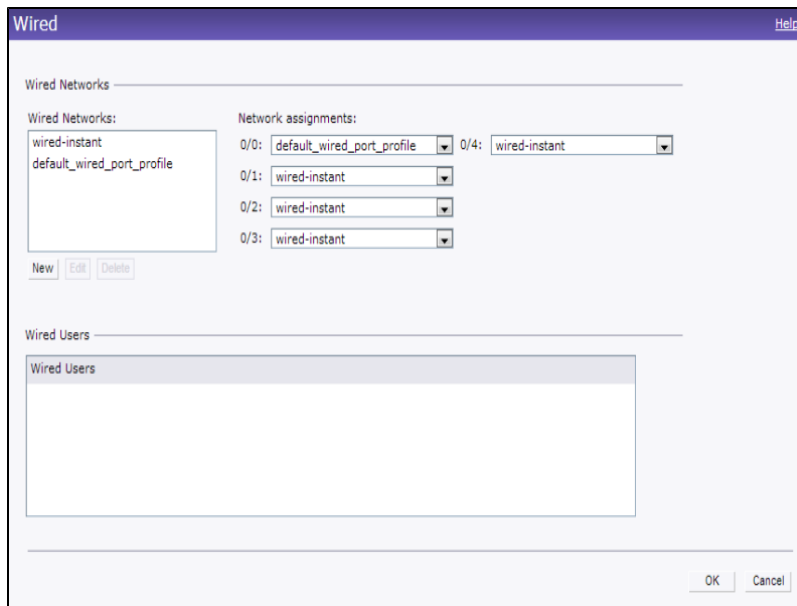 Wired
Help
Wired Networks
Wired Networks:
Network assignments:
wired-instant
default_wired_port_profile
0/0: default_wired_port_profile 0/4: wired-instant
0/1: wired-instant
0/2: wired-instant
0/3: wired-instant
New Edit Delete
Wired Users
Wired Users
OK Cancel